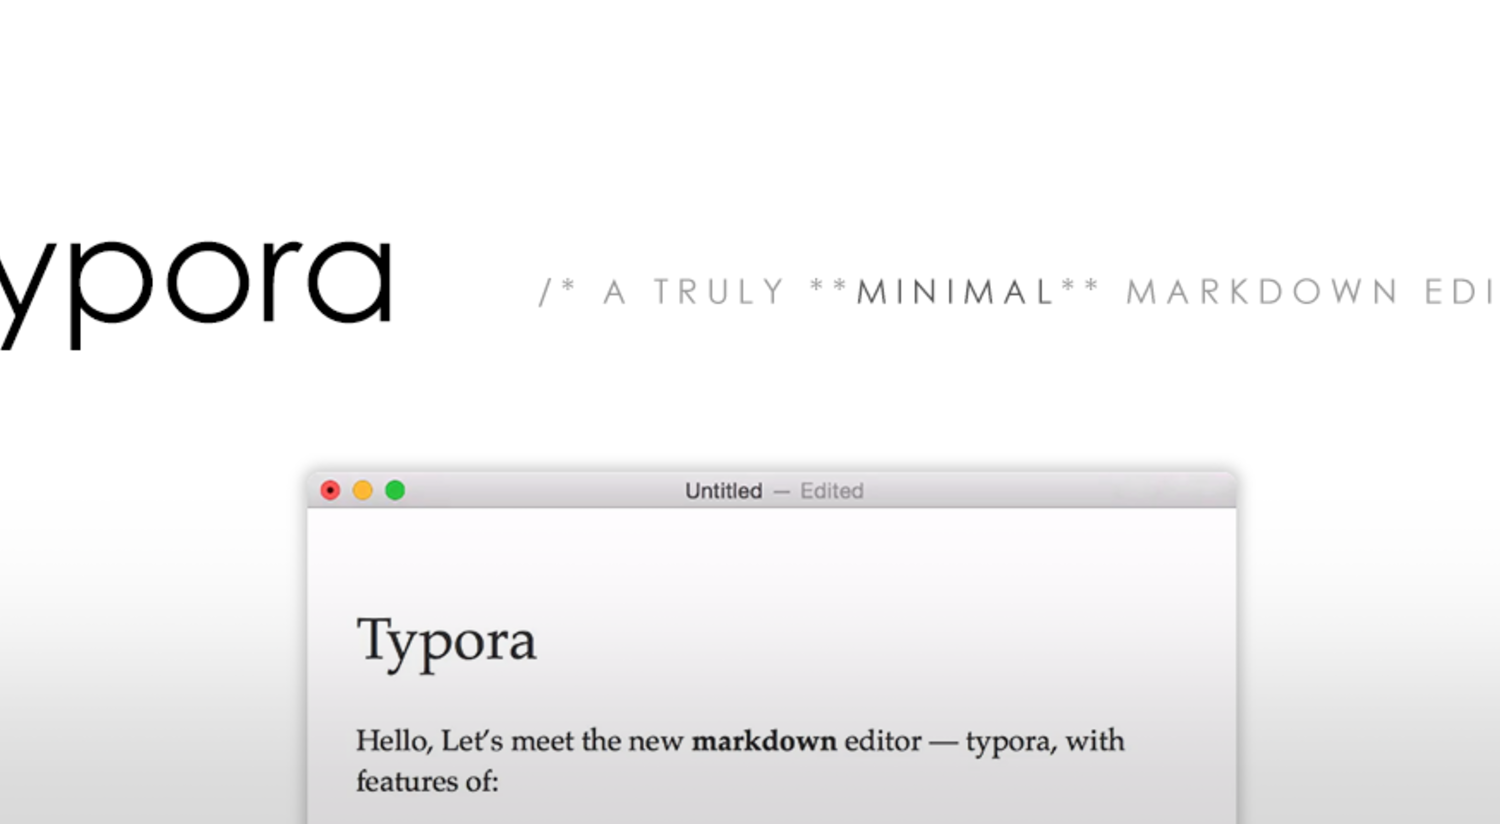 ypora
/* A TRULY **MINIMAL** MARKDOWN EDI
Untitled — Edited
Typora
Hello, Let's meet the new markdown editor — typora, with
features of: